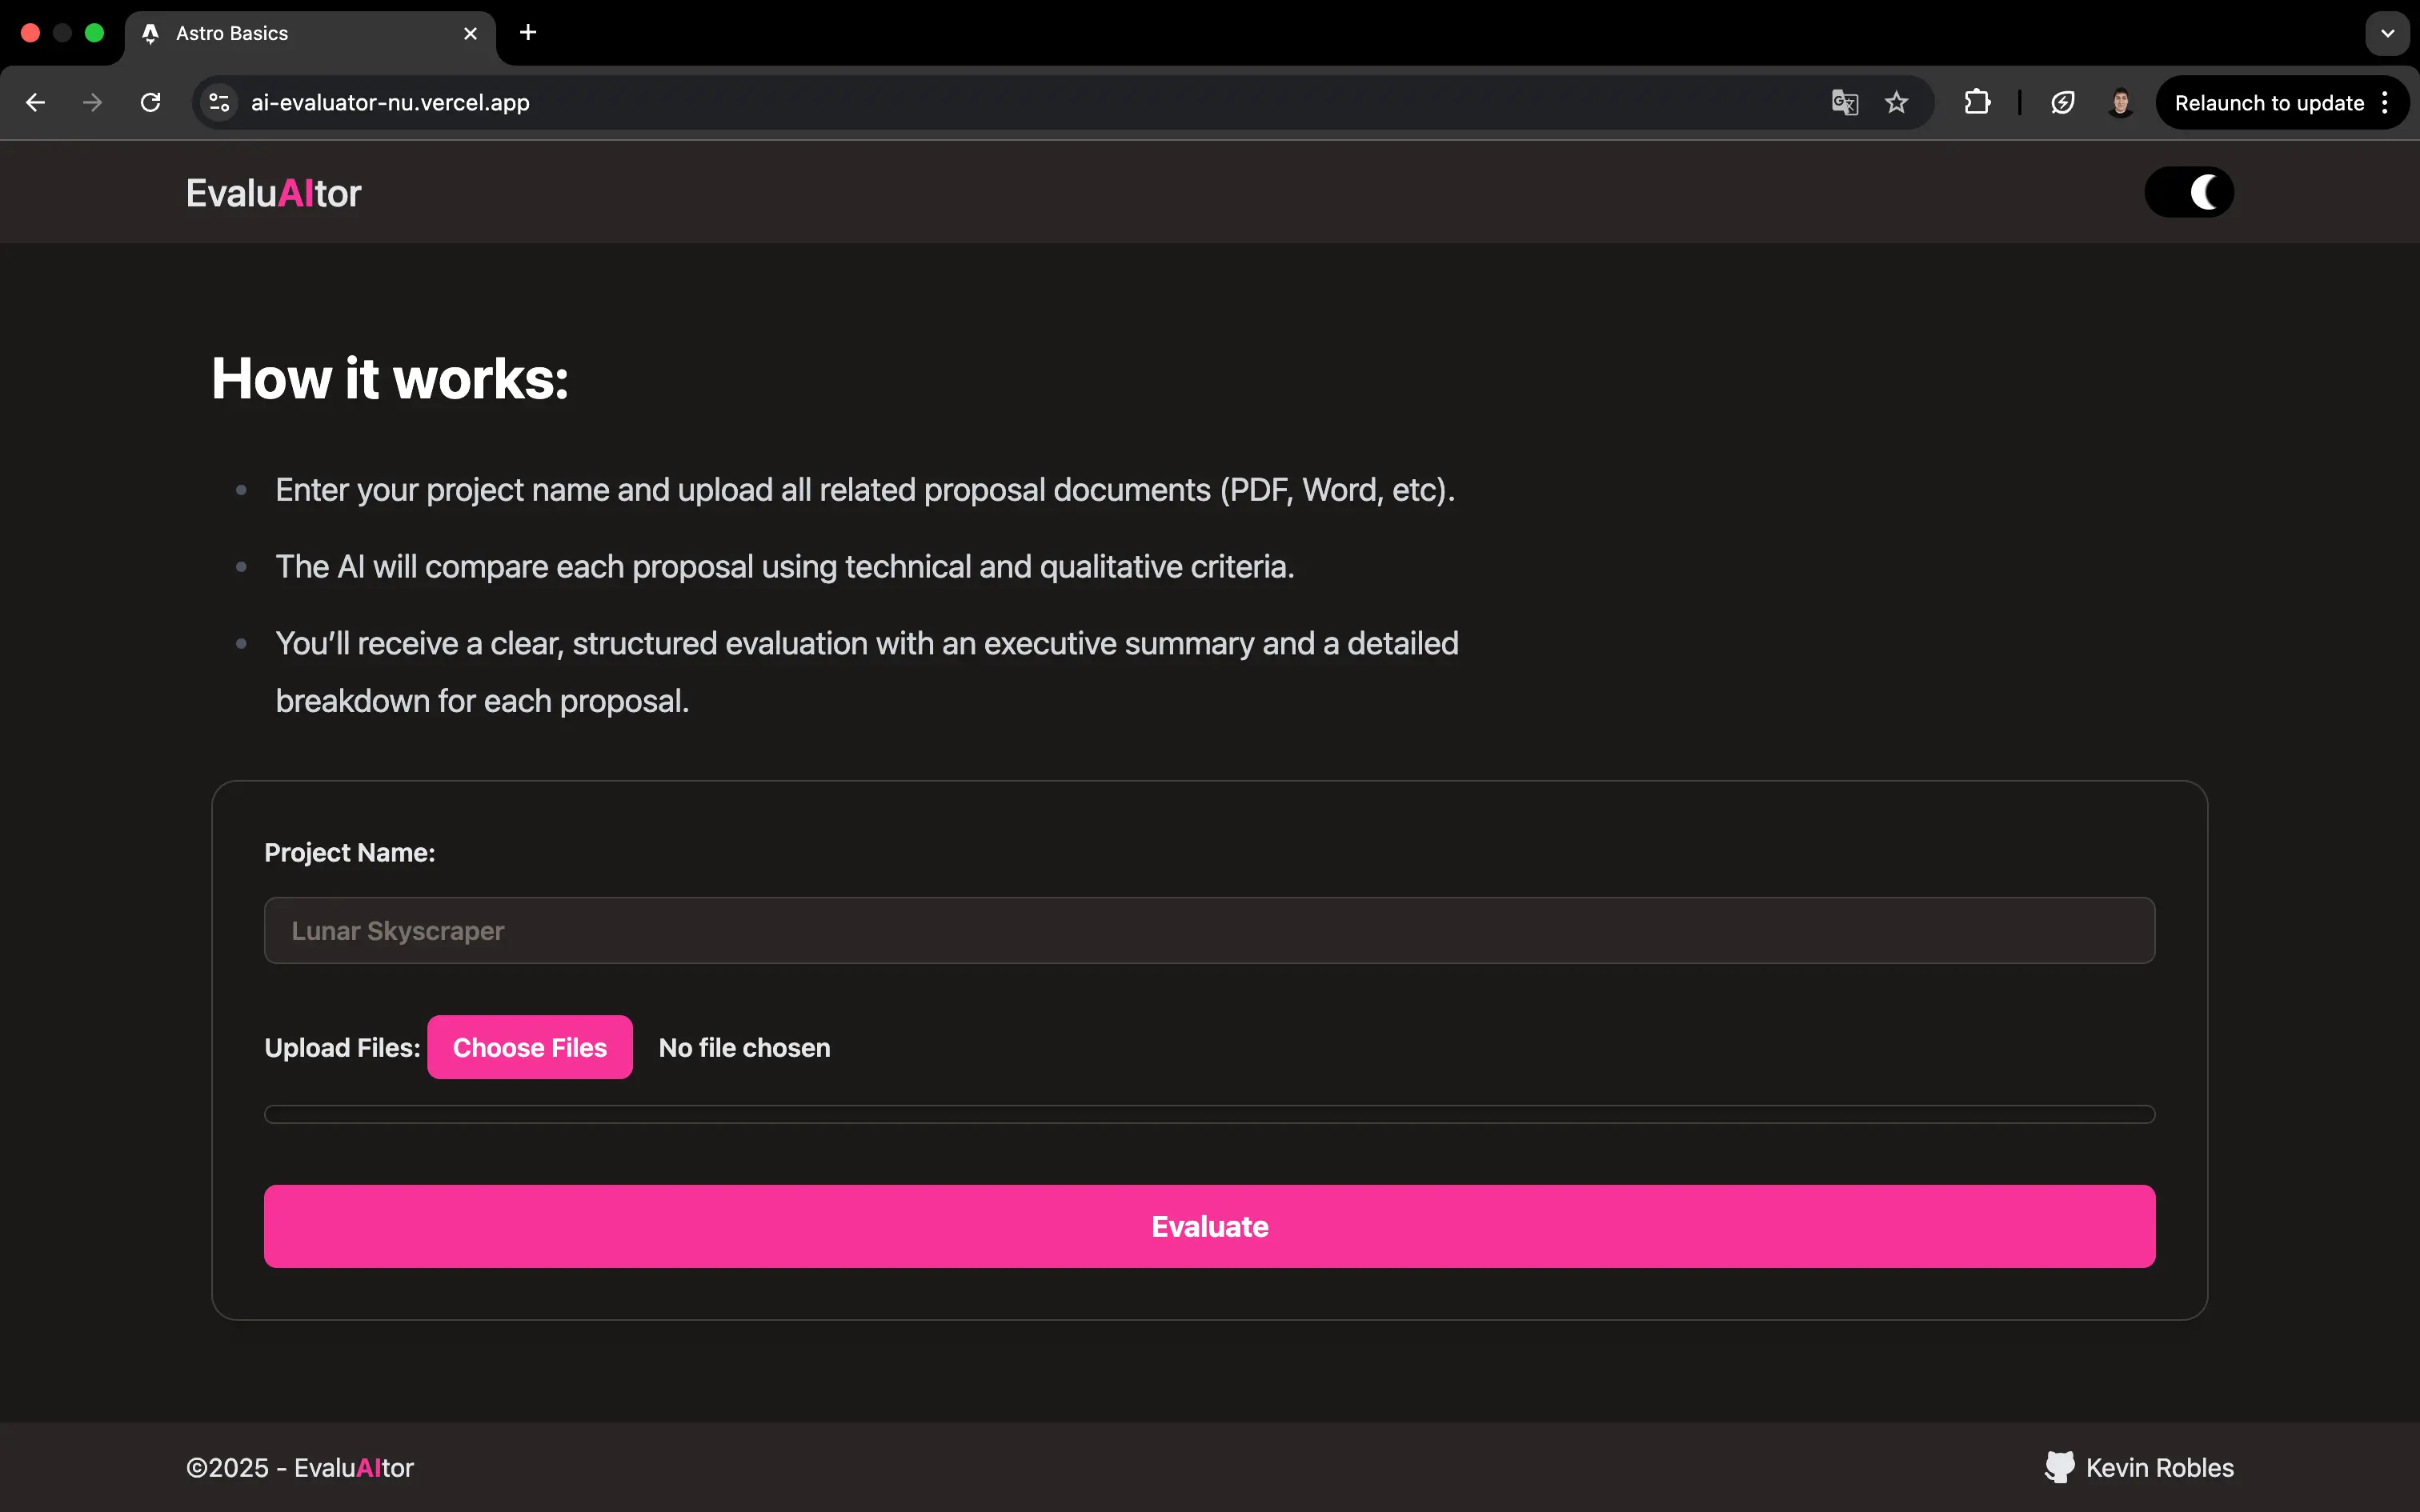 Astro Basics
ai-evaluator-nu.vercel.app
Relaunch to update
EvaluAItor
How it works:
Enter your project name and upload all related proposal documents (PDF, Word, etc).
The AI will compare each proposal using technical and qualitative criteria.
You’ll receive a clear, structured evaluation with an executive summary and a detailed
breakdown for each proposal.
Project Name:
Lunar Skyscraper
Upload Files: Choose Files No file chosen
Evaluate
©2025 - EvaluAItor
Kevin Robles